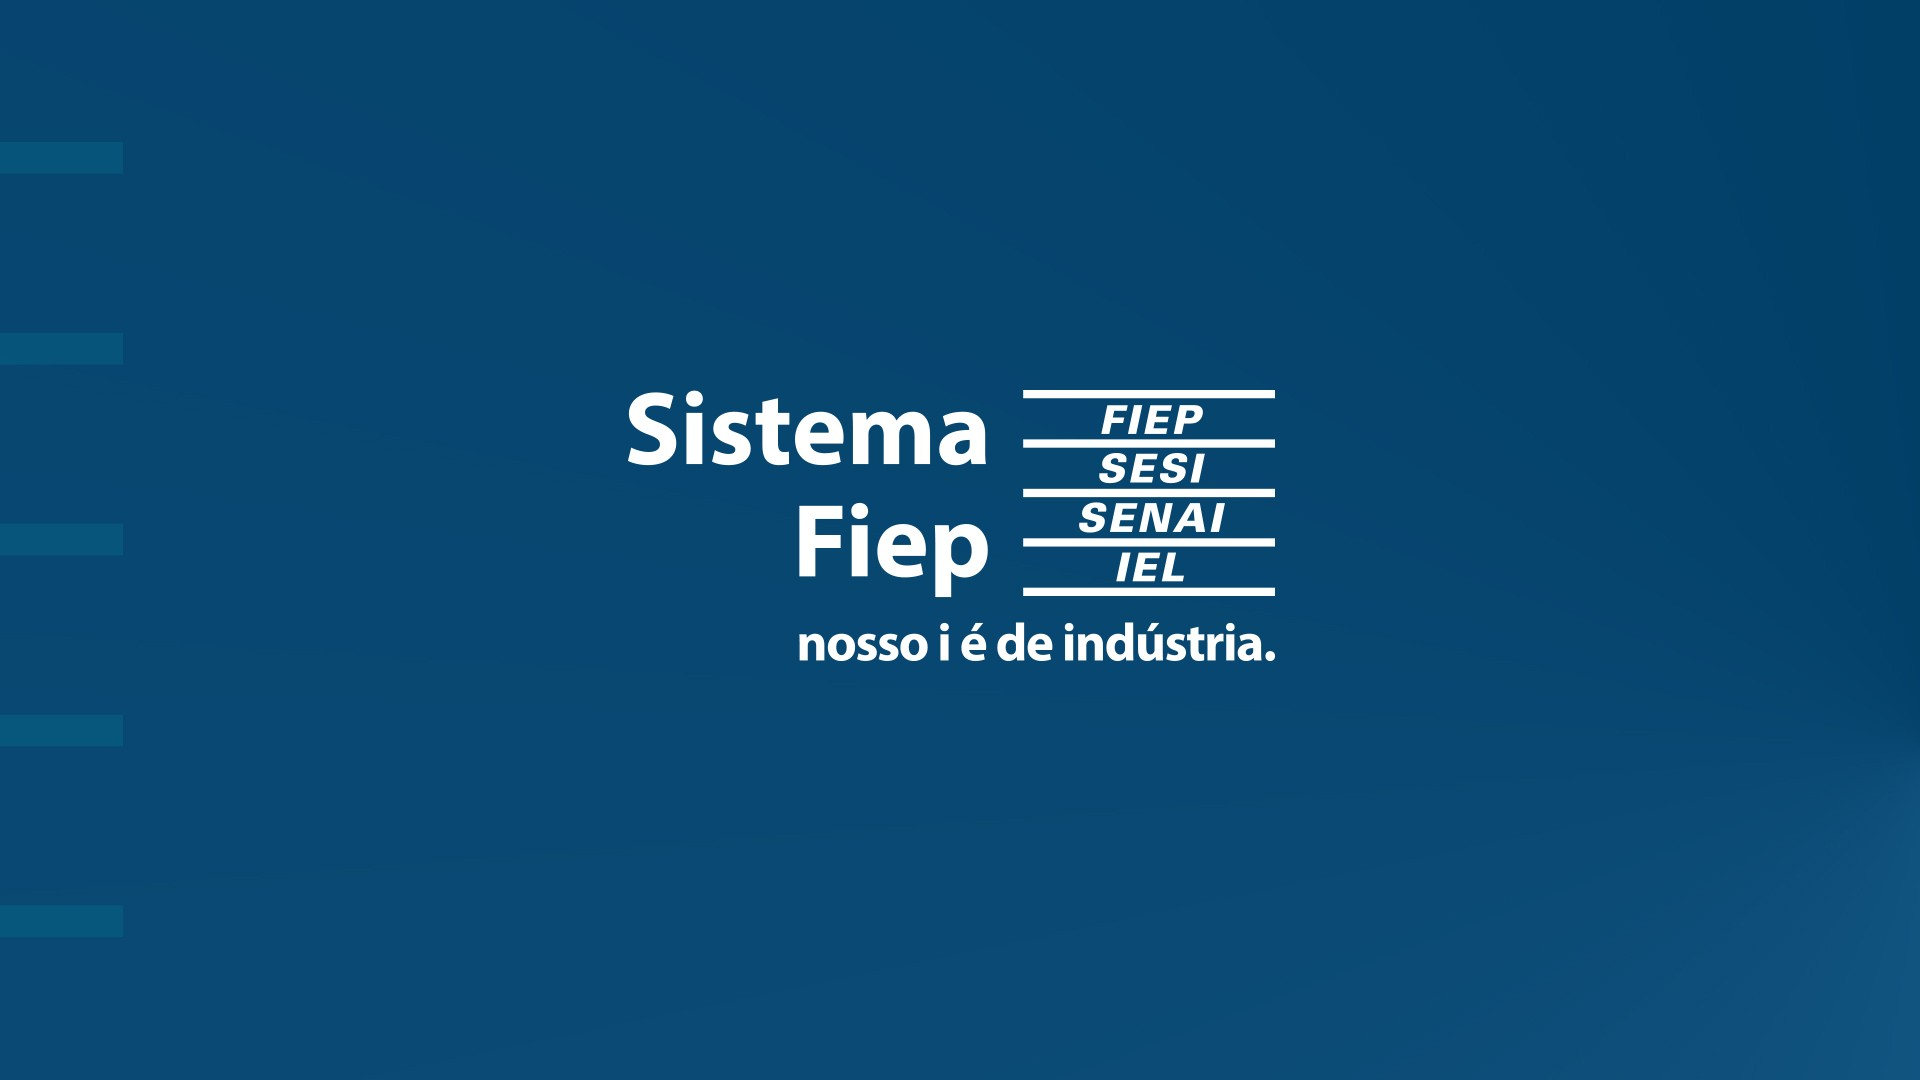 Sistema
Fiep
FIEP
SESI
SENAI
IEL
nosso i é de indústria.